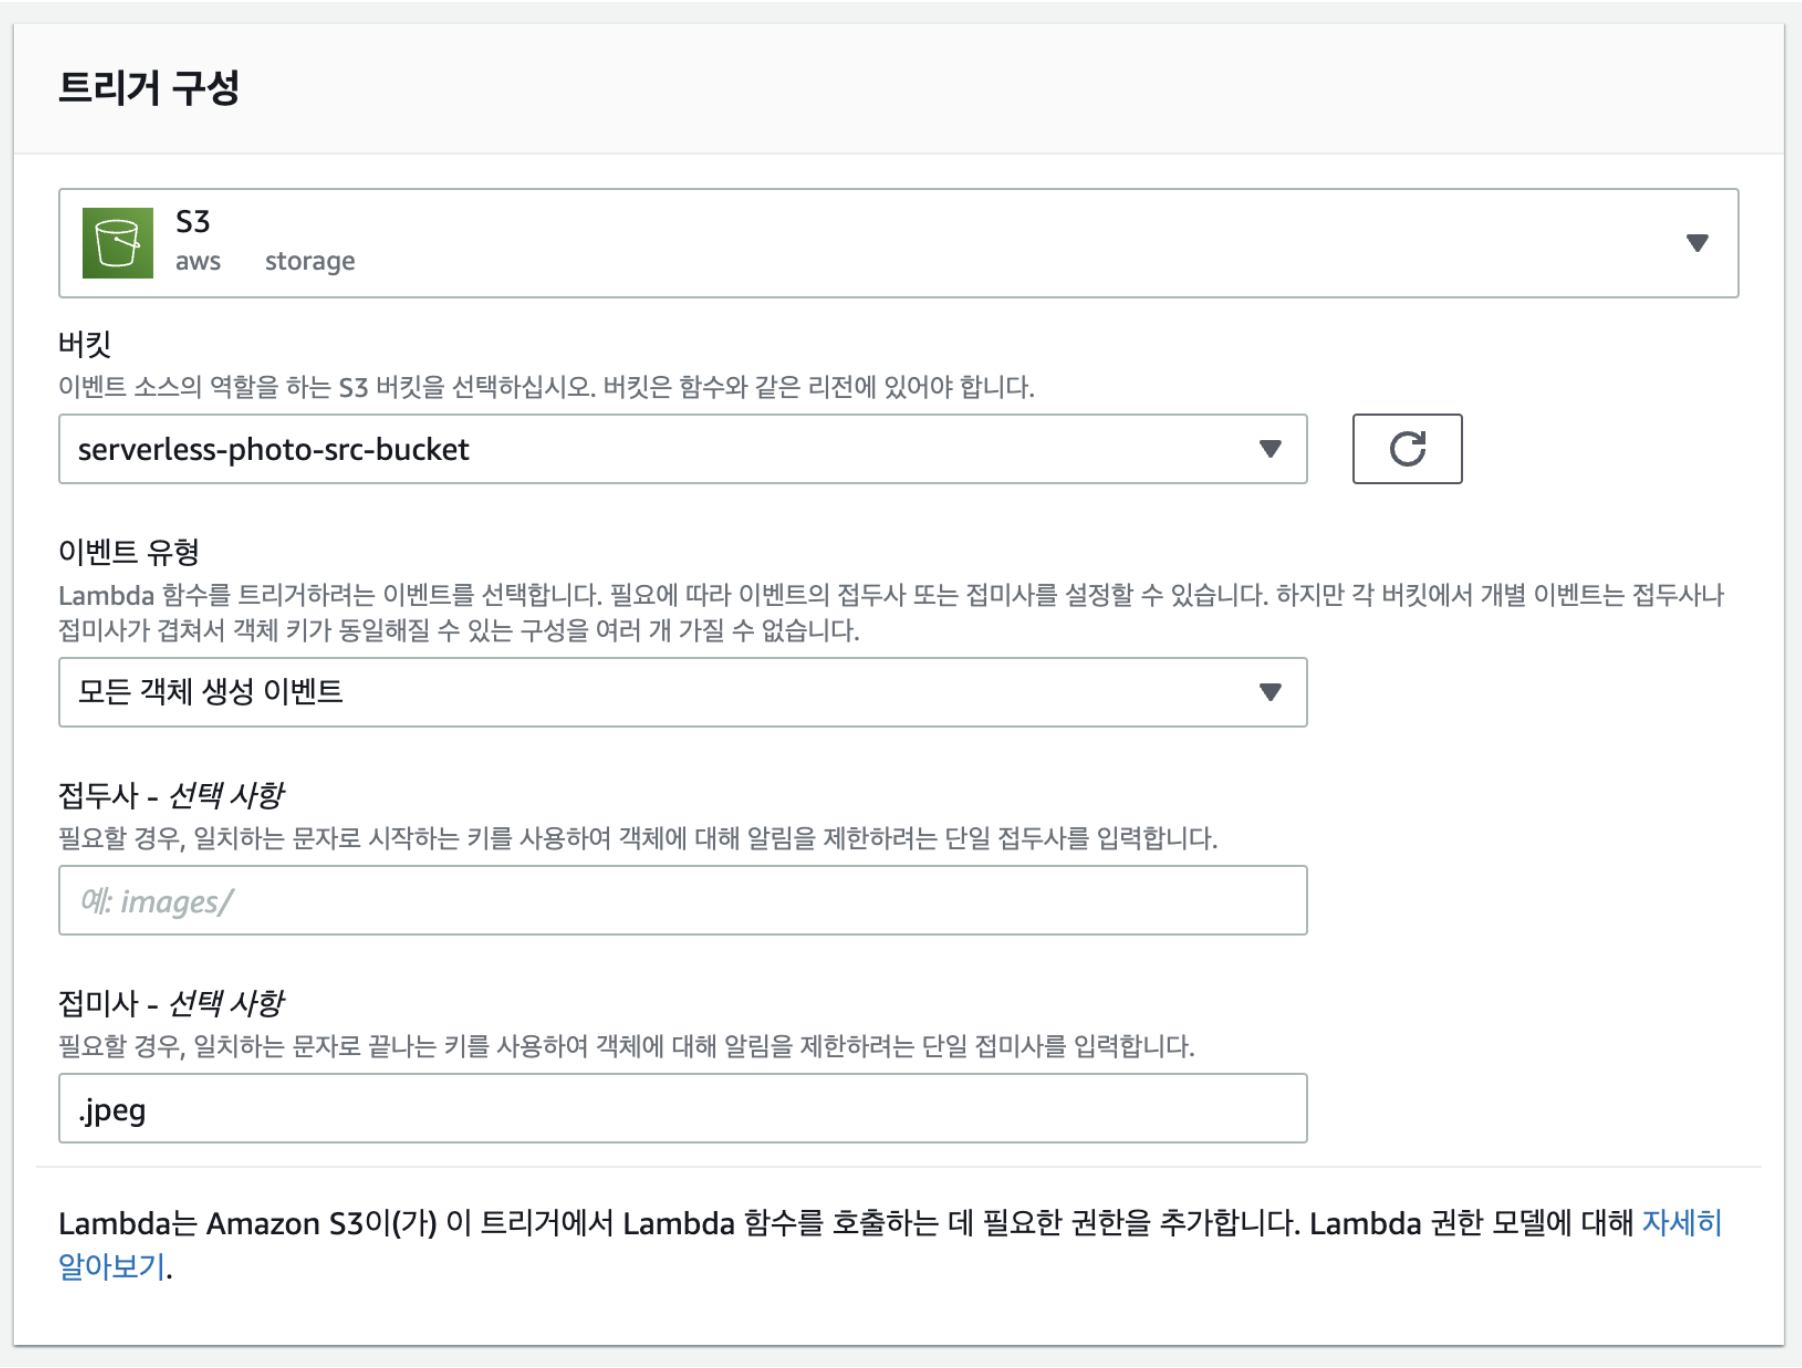 트리거 구성
S3
aws storage
버킷
이벤트 소스의 역할을 하는 S3 버킷을 선택하십시오. 버킷은 함수와 같은 리전에 있어야 합니다.
serverless-photo-src-bucket
이벤트 유형
Lambda 함수를 트리거하려는 이벤트를 선택합니다. 필요에 따라 이벤트의 접두사 또는 접미사를 설정할 수 있습니다. 하지만 각 버킷에서 개별 이벤트는 접두사나
접미사가 겹쳐서 객체 키가 동일해질 수 있는 구성을 여러 개 가질 수 없습니다.
모든 객체 생성 이벤트
접두사 - 선택 사항
필요할 경우, 일치하는 문자로 시작하는 키를 사용하여 객체에 대해 알림을 제한하려는 단일 접두사를 입력합니다.
예: images/
접미사 - 선택 사항
필요할 경우, 일치하는 문자로 끝나는 키를 사용하여 객체에 대해 알림을 제한하려는 단일 접미사를 입력합니다.
.jpeg
Lambda는 Amazon S3이(가) 이 트리거에서 Lambda 함수를 호출하는 데 필요한 권한을 추가합니다. Lambda 권한 모델에 대해 자세히
알아보기.